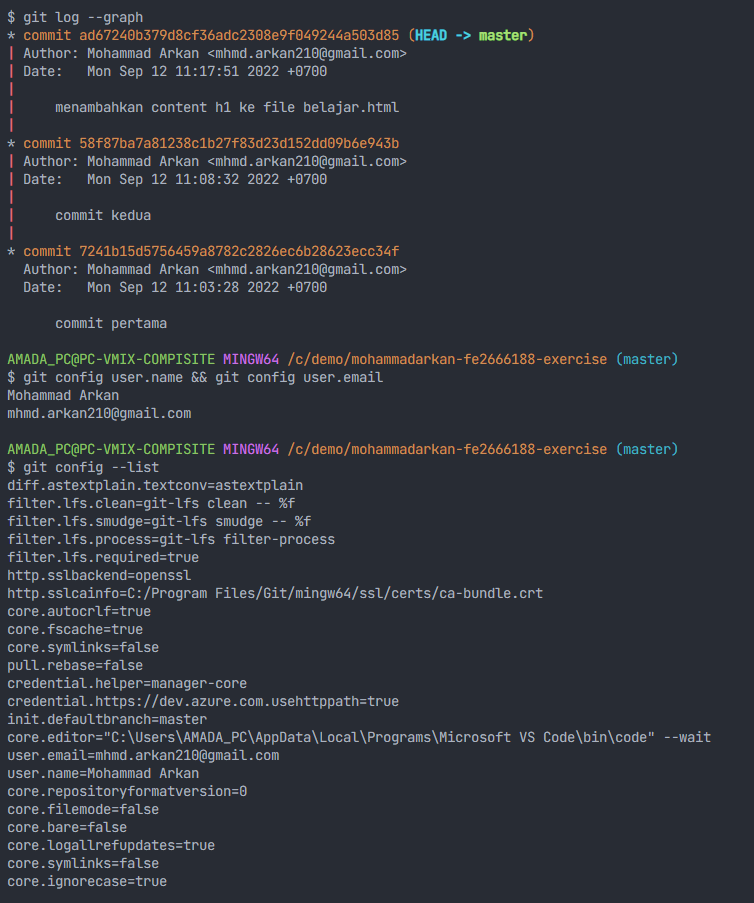 $ git log --graph
* commit ad67240b379d8cf36adc2308e9f049244a503d85 (HEAD -> master)
| Author: Mohammad Arkan <mhmd.arkan210@gmail.com>
| Date:   Mon Sep 12 11:17:51 2022 +0700
|
|     menambahkan content h1 ke file belajar.html
|
* commit 58f87ba7a81238c1b27f83d23d152dd09b6e943b
| Author: Mohammad Arkan <mhmd.arkan210@gmail.com>
| Date:   Mon Sep 12 11:08:32 2022 +0700
|
|     commit kedua
|
* commit 7241b15d5756459a8782c2826ec6b28623ecc34f
  Author: Mohammad Arkan <mhmd.arkan210@gmail.com>
  Date:   Mon Sep 12 11:03:28 2022 +0700

      commit pertama

AMADA_PC@PC-VMIX-COMPISITE MINGW64 /c/demo/mohammadarkan-fe2666188-exercise (master)
$ git config user.name && git config user.email
Mohammad Arkan
mhmd.arkan210@gmail.com

AMADA_PC@PC-VMIX-COMPISITE MINGW64 /c/demo/mohammadarkan-fe2666188-exercise (master)
$ git config --list
diff.astextplain.textconv=astextplain
filter.lfs.clean=git-lfs clean -- %f
filter.lfs.smudge=git-lfs smudge -- %f
filter.lfs.process=git-lfs filter-process
filter.lfs.required=true
http.sslbackend=openssl
http.sslcainfo=C:/Program Files/Git/mingw64/ssl/certs/ca-bundle.crt
core.autocrlf=true
core.fscache=true
core.symlinks=false
pull.rebase=false
credential.helper=manager-core
credential.https://dev.azure.com.usehttppath=true
init.defaultbranch=master
core.editor="C:\Users\AMADA_PC\AppData\Local\Programs\Microsoft VS Code\bin\code" --wait
user.email=mhmd.arkan210@gmail.com
user.name=Mohammad Arkan
core.repositoryformatversion=0
core.filemode=false
core.bare=false
core.logallrefupdates=true
core.symlinks=false
core.ignorecase=true